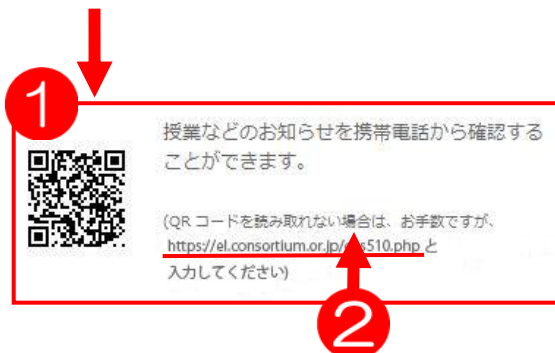 1
授業などのお知らせを携帯電話から確認する
ことができます。
(QR コードを読み取れない場合は、お手数ですが、
https://el.consortium.or.jp/ と
入力してください)
2